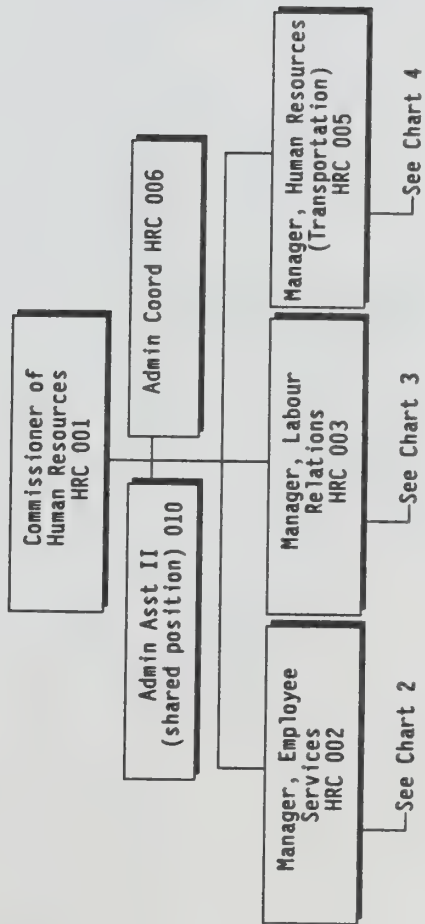 Commissioner of
Human Resources
HRC 001
Admin Asst II
(shared position) 010
Admin Coord HRC 006
Manager, Employee
Services
HRC 002
Manager, Labour
Relations
HRC 003
Manager, Human Resources
(Transportation)
HRC 005
See Chart 2
See Chart 3
See Chart 4